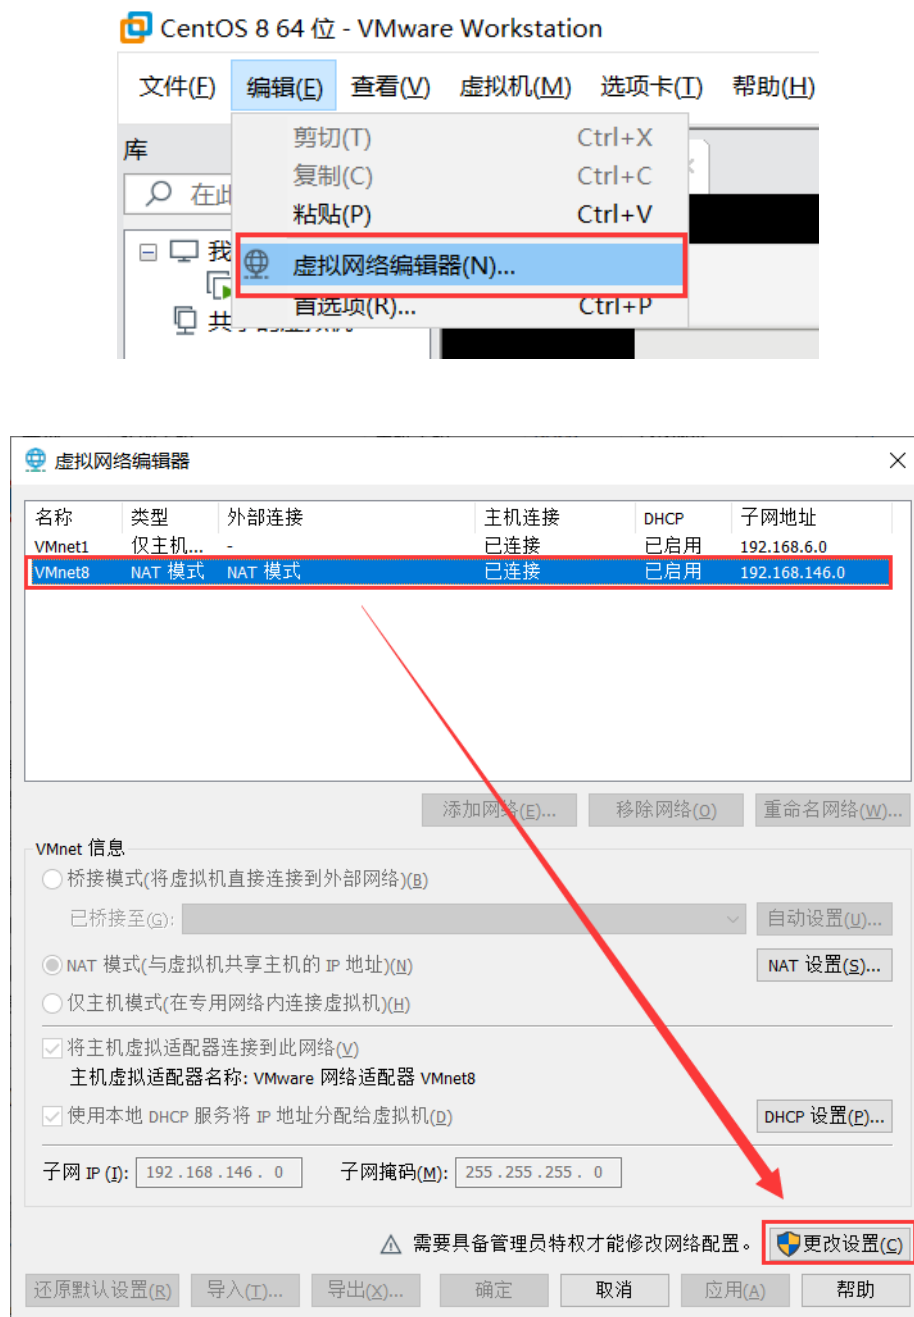 CentOS 8 64 位 - VMware Workstation
文件(F) 编辑(E) 查看(V) 虚拟机(M) 选项卡(T) 帮助(H)
库
剪切(T) Ctrl+X
复制(C) Ctrl+C
在此
粘贴(P) Ctrl+V
我
虚拟网络编辑器(N)...
首选项(R)... Ctrl+P
共享的虚拟机
虚拟网络编辑器
名称 类型 外部连接 主机连接 DHCP 子网地址
VMnet1 仅主机... - 已连接 已启用 192.168.6.0
VMnet8 NAT 模式 NAT 模式 已连接 已启用 192.168.146.0
添加网络(E)... 移除网络(O) 重命名网络(W)...
VMnet 信息
桥接模式(将虚拟机直接连接到外部网络)(B)
已桥接至(G): 自动设置(U)...
NAT 模式(与虚拟机共享主机的 IP 地址)(N) NAT 设置(S)...
仅主机模式(在专用网络内连接虚拟机)(H)
将主机虚拟适配器连接到此网络(V)
主机虚拟适配器名称: VMware 网络适配器 VMnet8
使用本地 DHCP 服务将 IP 地址分配给虚拟机(D) DHCP 设置(P)...
子网 IP (I): 192.168.146. 0 子网掩码(M): 255.255.255. 0
需要具备管理员特权才能修改网络配置。 更改设置(C)
还原默认设置(R) 导入(T)... 导出(X)... 确定 取消 应用(A) 帮助